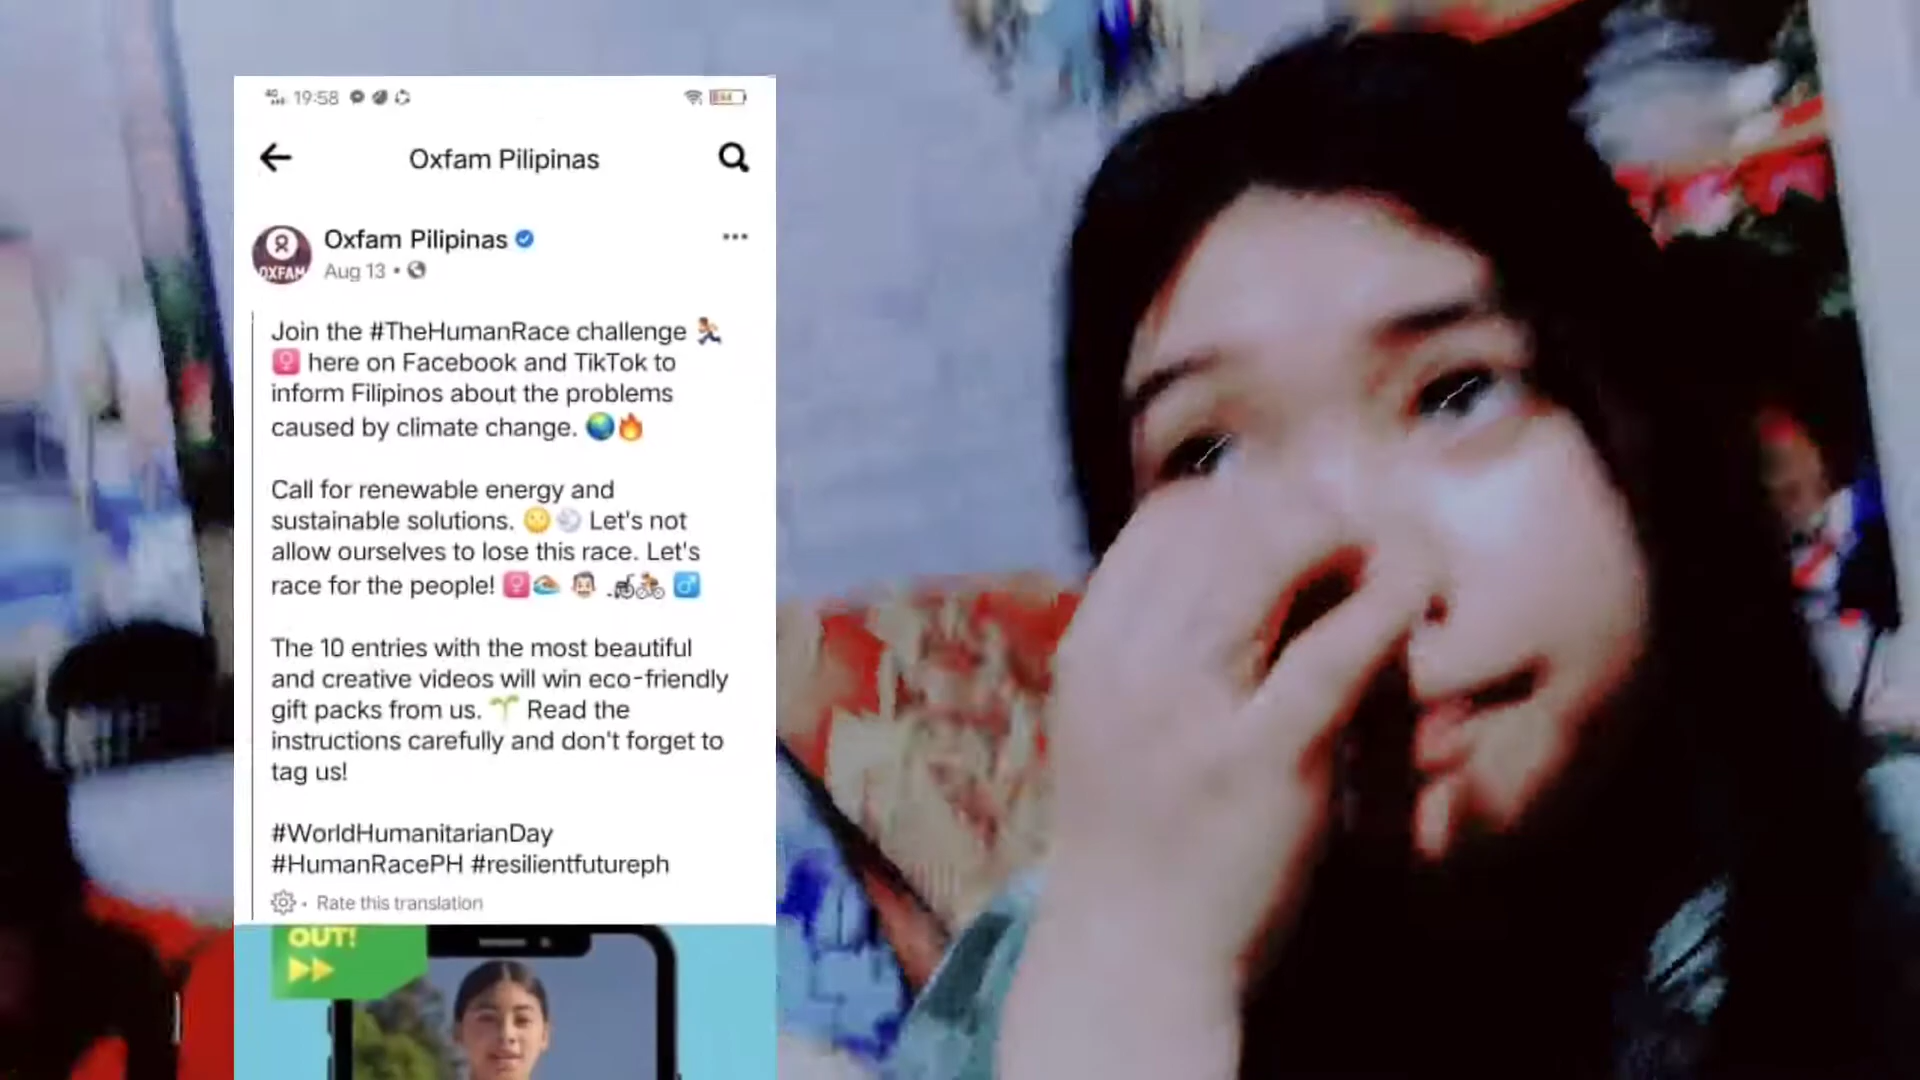 19:58
Oxfam Pilipinas
OXFAM
Oxfam Pilipinas
Aug 13
Join the #TheHumanRace challenge 🏃
♀ here on Facebook and TikTok to
inform Filipinos about the problems
caused by climate change. 🌏🔥
Call for renewable energy and
sustainable solutions. Let's not
allow ourselves to lose this race. Let's
race for the people!
The 10 entries with the most beautiful
and creative videos will win eco-friendly
gift packs from us. 🌱 Read the
instructions carefully and don't forget to
tag us!
#WorldHumanitarianDay
#HumanRacePH #resilientfutureph
Rate this translation
OUT!